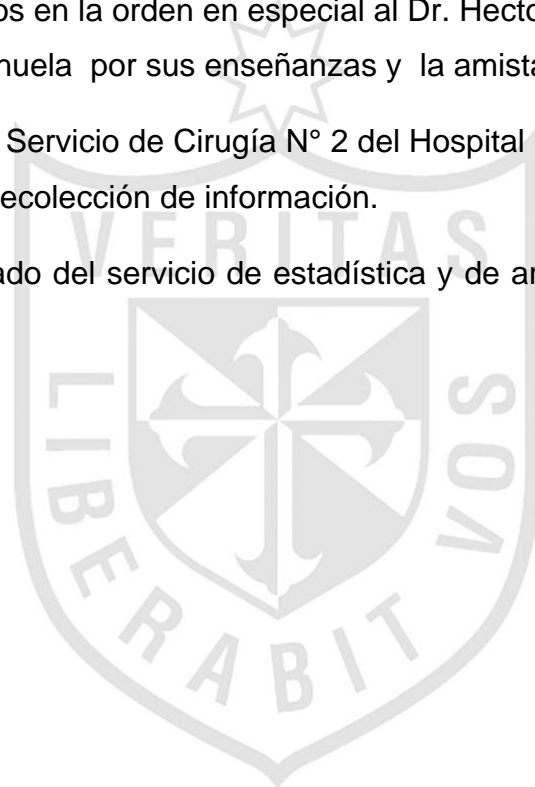 os en la orden en especial al Dr. Hecto
nuela por sus enseñanzas y la amista
Servicio de Cirugía N° 2 del Hospital
ecolección de información.
ado del servicio de estadística y de ar
VERITAS
LIBERABIT
VOS